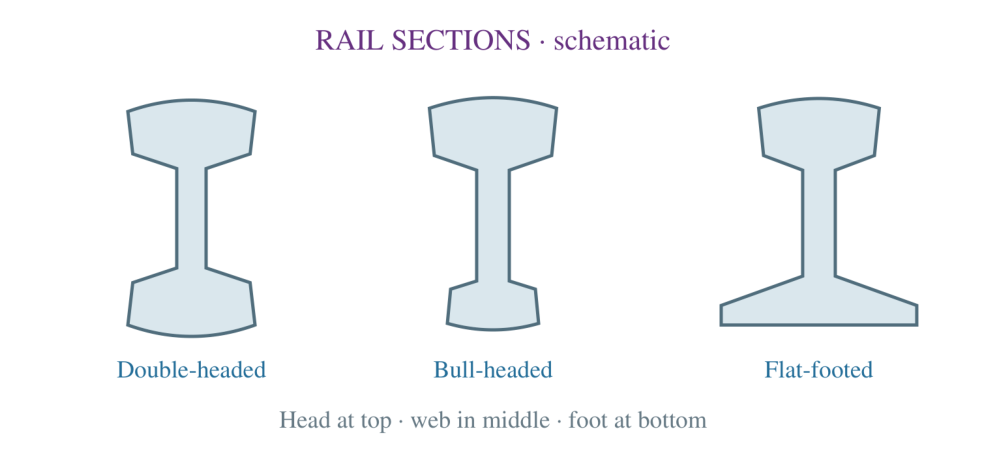 RAIL SECTIONS · schematic
Double-headed
Bull-headed
Flat-footed
Head at top · web in middle · foot at bottom